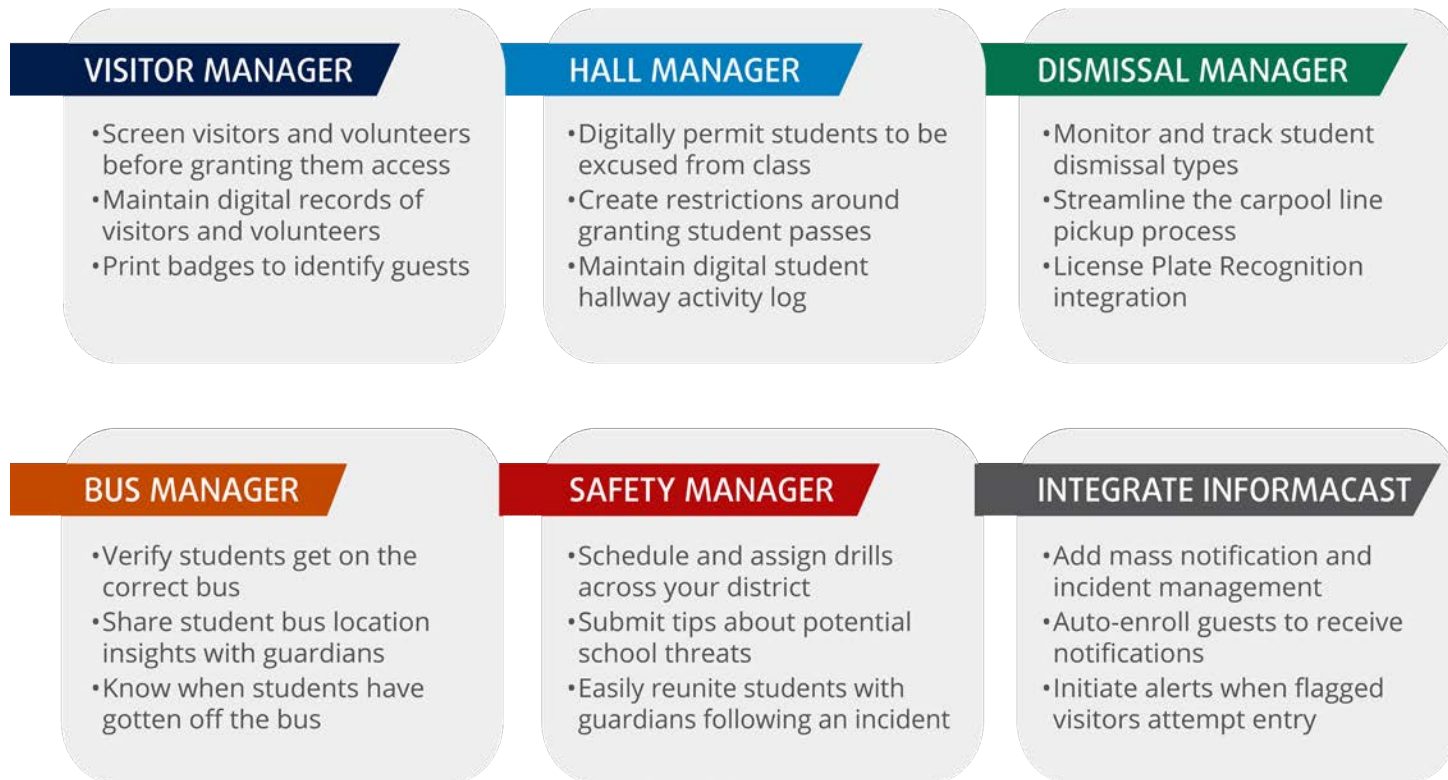 VISITOR MANAGER
•Screen visitors and volunteers
before granting them access
•Maintain digital records of
visitors and volunteers
•Print badges to identify guests
HALL MANAGER
•Digitally permit students to be
excused from class
•Create restrictions around
granting student passes
•Maintain digital student
hallway activity log
DISMISSAL MANAGER
•Monitor and track student
dismissal types
•Streamline the carpool line
pickup process
•License Plate Recognition
integration
BUS MANAGER
•Verify students get on the
correct bus
•Share student bus location
insights with guardians
•Know when students have
gotten off the bus
SAFETY MANAGER
•Schedule and assign drills
across your district
•Submit tips about potential
school threats
•Easily reunite students with
guardians following an incident
INTEGRATE INFORMACAST
•Add mass notification and
incident management
•Auto-enroll guests to receive
notifications
•Initiate alerts when flagged
visitors attempt entry